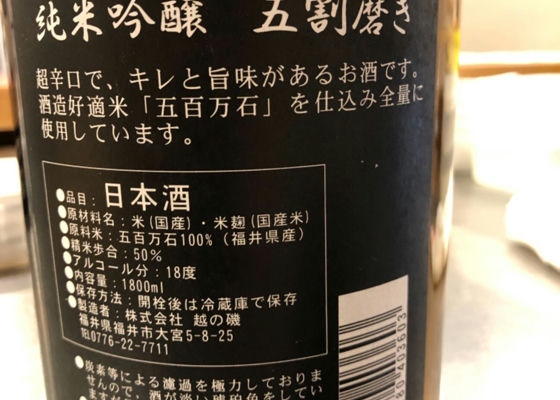 純米吟醸 五割磨き
超辛口で、キレと旨味があるお酒です。
酒造好適米「五百万石」を仕込み全量に
使用しています。
●品目：日本酒
●原材料名：米(国産)・米麹(国産米)
●原料米：五百万石100%（福井県産）
●精米歩合：50%
●アルコール分：18度
●内容量：1800ml
●保存方法：開栓後は冷蔵庫で保存
●製造者：株式会社 越の磯
福井県福井市大宮5-8-25
℡0776-22-7711
●炭素等による濾過を極力しておりま
せんので、酒が淡い琥珀色をしている